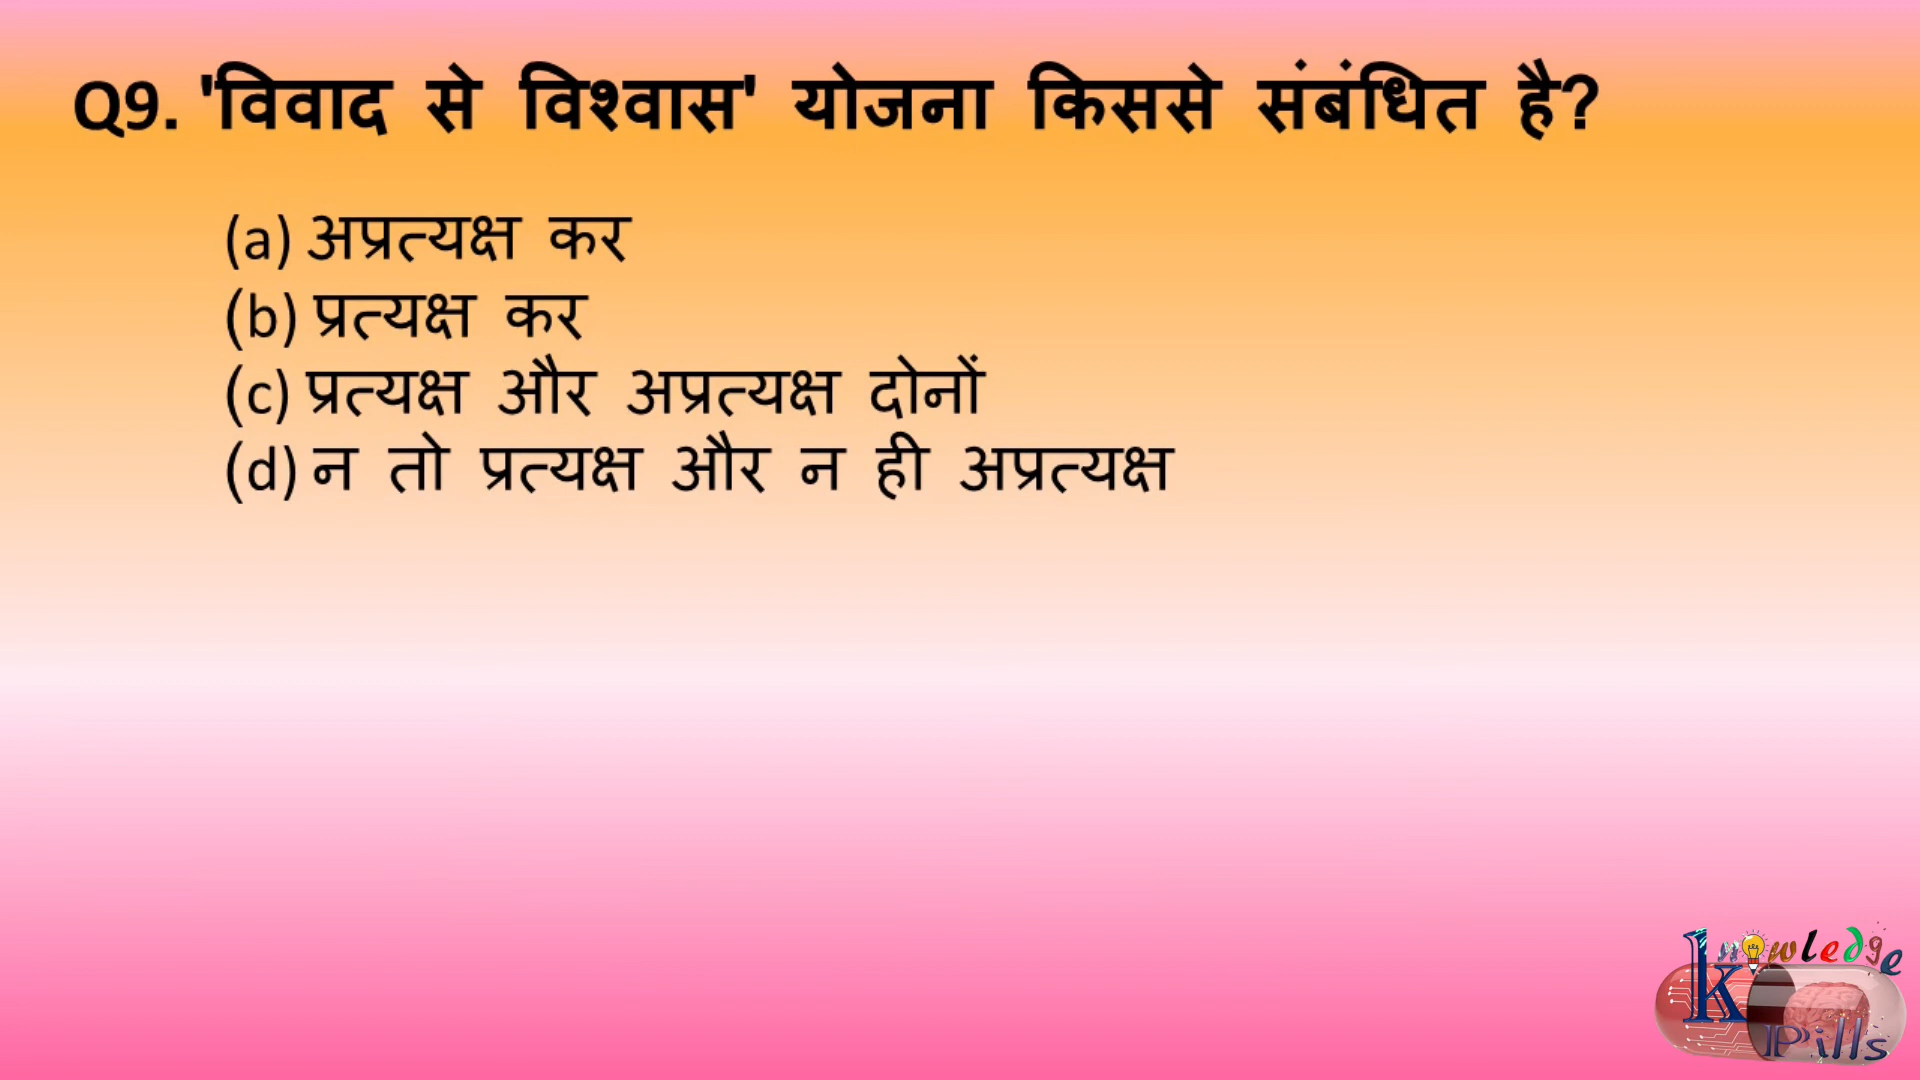 Q9. 'विवाद से विश्वास' योजना किससे संबंधित है?
(a) अप्रत्यक्ष कर
(b) प्रत्यक्ष कर
(c) प्रत्यक्ष और अप्रत्यक्ष दोनों
(d) न तो प्रत्यक्ष और न ही अप्रत्यक्ष
Knowledge
Pills